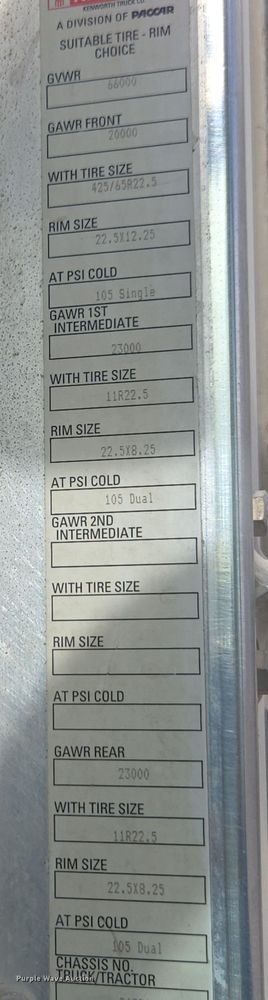 KENWORTH TRUCK CO.
A DIVISION OF PACCAR
SUITABLE TIRE - RIM
CHOICE
GVWR
66000
GAWR FRONT
20000
WITH TIRE SIZE
425/65R22.5
RIM SIZE
22.5X12.25
AT PSI COLD
105 Single
GAWR 1ST
INTERMEDIATE
23000
WITH TIRE SIZE
11R22.5
RIM SIZE
22.5X8.25
AT PSI COLD
105 Dual
GAWR 2ND
INTERMEDIATE
WITH TIRE SIZE
RIM SIZE
AT PSI COLD
GAWR REAR
23000
WITH TIRE SIZE
11R22.5
RIM SIZE
22.5X8.25
AT PSI COLD
105 Dual
CHASSIS NO.
TRUCK/TRACTOR
Purple Wave Auction